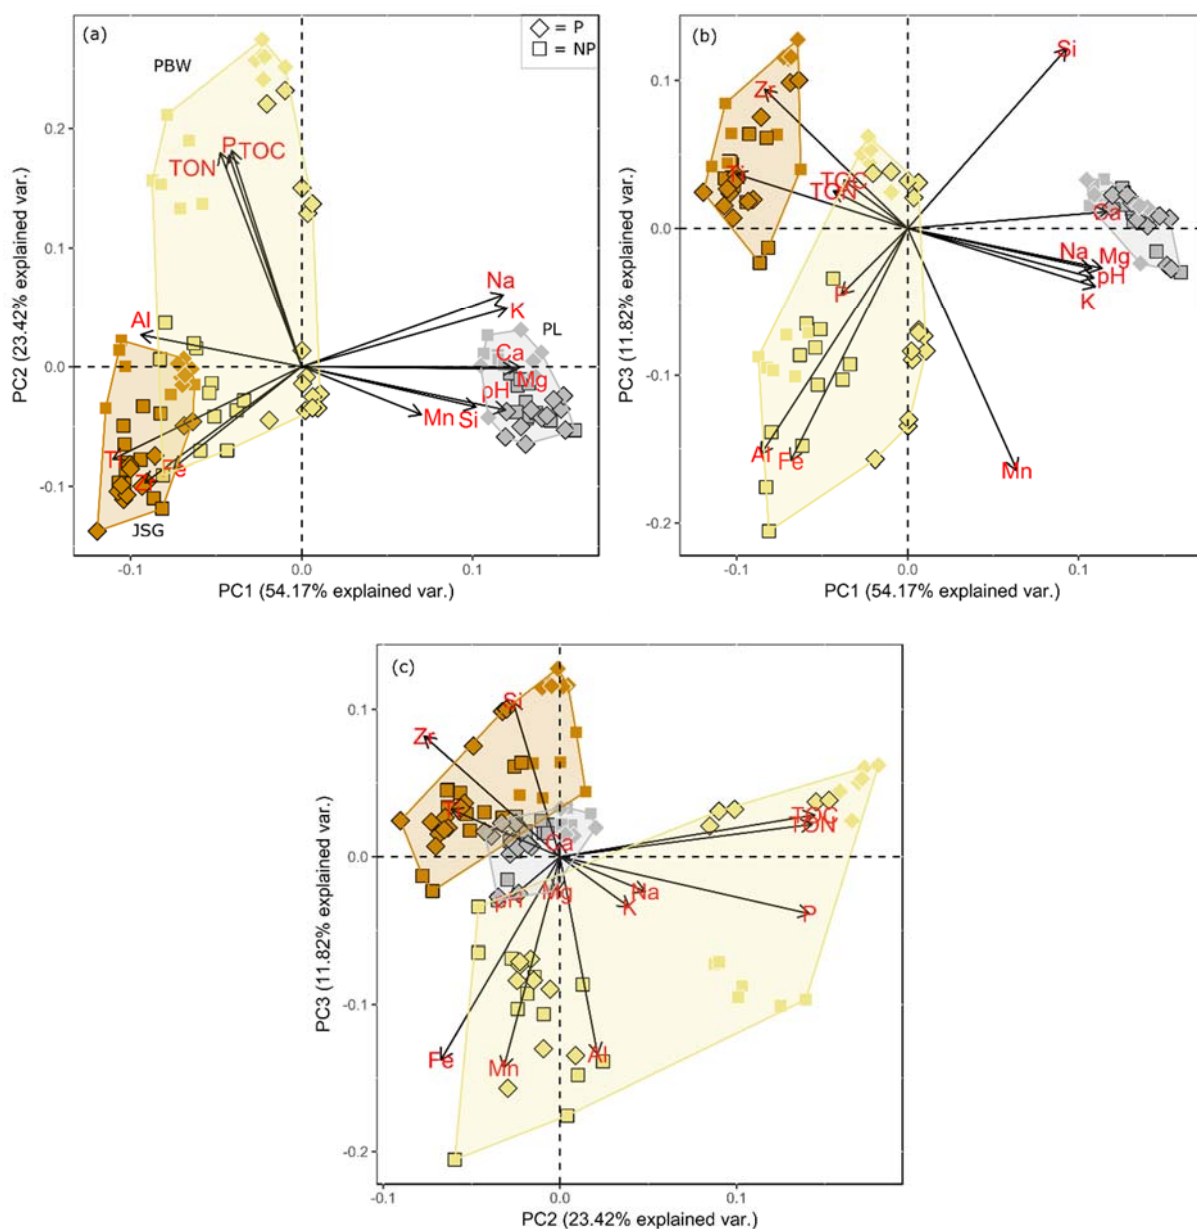 (a)
PBW
◇ = P
□ = NP
0.2
P
TOC
TON
0.1
Na
K
Al
PL
Ca
Mg
pH
Si
Mn
0.0
Zr
-0.1
JSG
-0.1
0.0
0.1
PC1 (54.17% explained var.)
PC2 (23.42% explained var.)
(b)
Si
0.1
Zr
Ti
TOC
TON
Ca
0.0
Na
Mg
pH
K
P
-0.1
Al
Fe
Mn
-0.2
-0.1
0.0
0.1
PC1 (54.17% explained var.)
PC3 (11.82% explained var.)
(c)
Si
0.1
Zr
TOC
TON
Ca
0.0
pH
Mg
K
Na
P
-0.1
Fe
Mn
Al
-0.2
-0.1
0.0
0.1
PC2 (23.42% explained var.)
PC3 (11.82% explained var.)